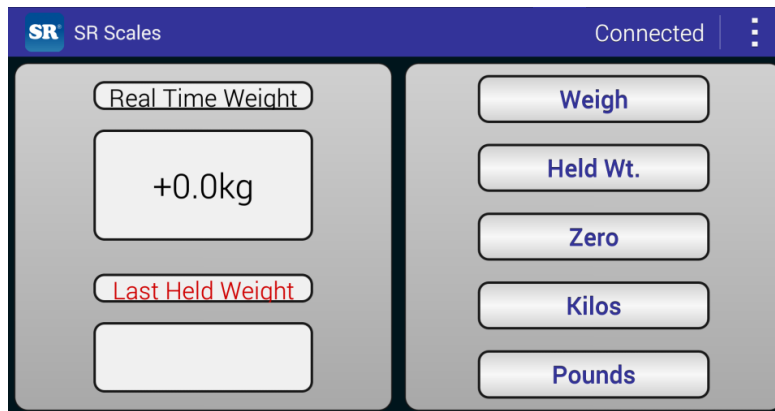 SR SR Scales Connected
Real Time Weight
+0.0kg
Last Held Weight
Weigh
Held Wt.
Zero
Kilos
Pounds